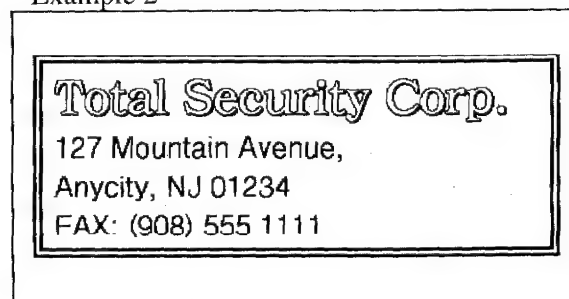 Example 2
Total Security Corp.
127 Mountain Avenue,
Anycity, NJ 01234
FAX: (908) 555 1111